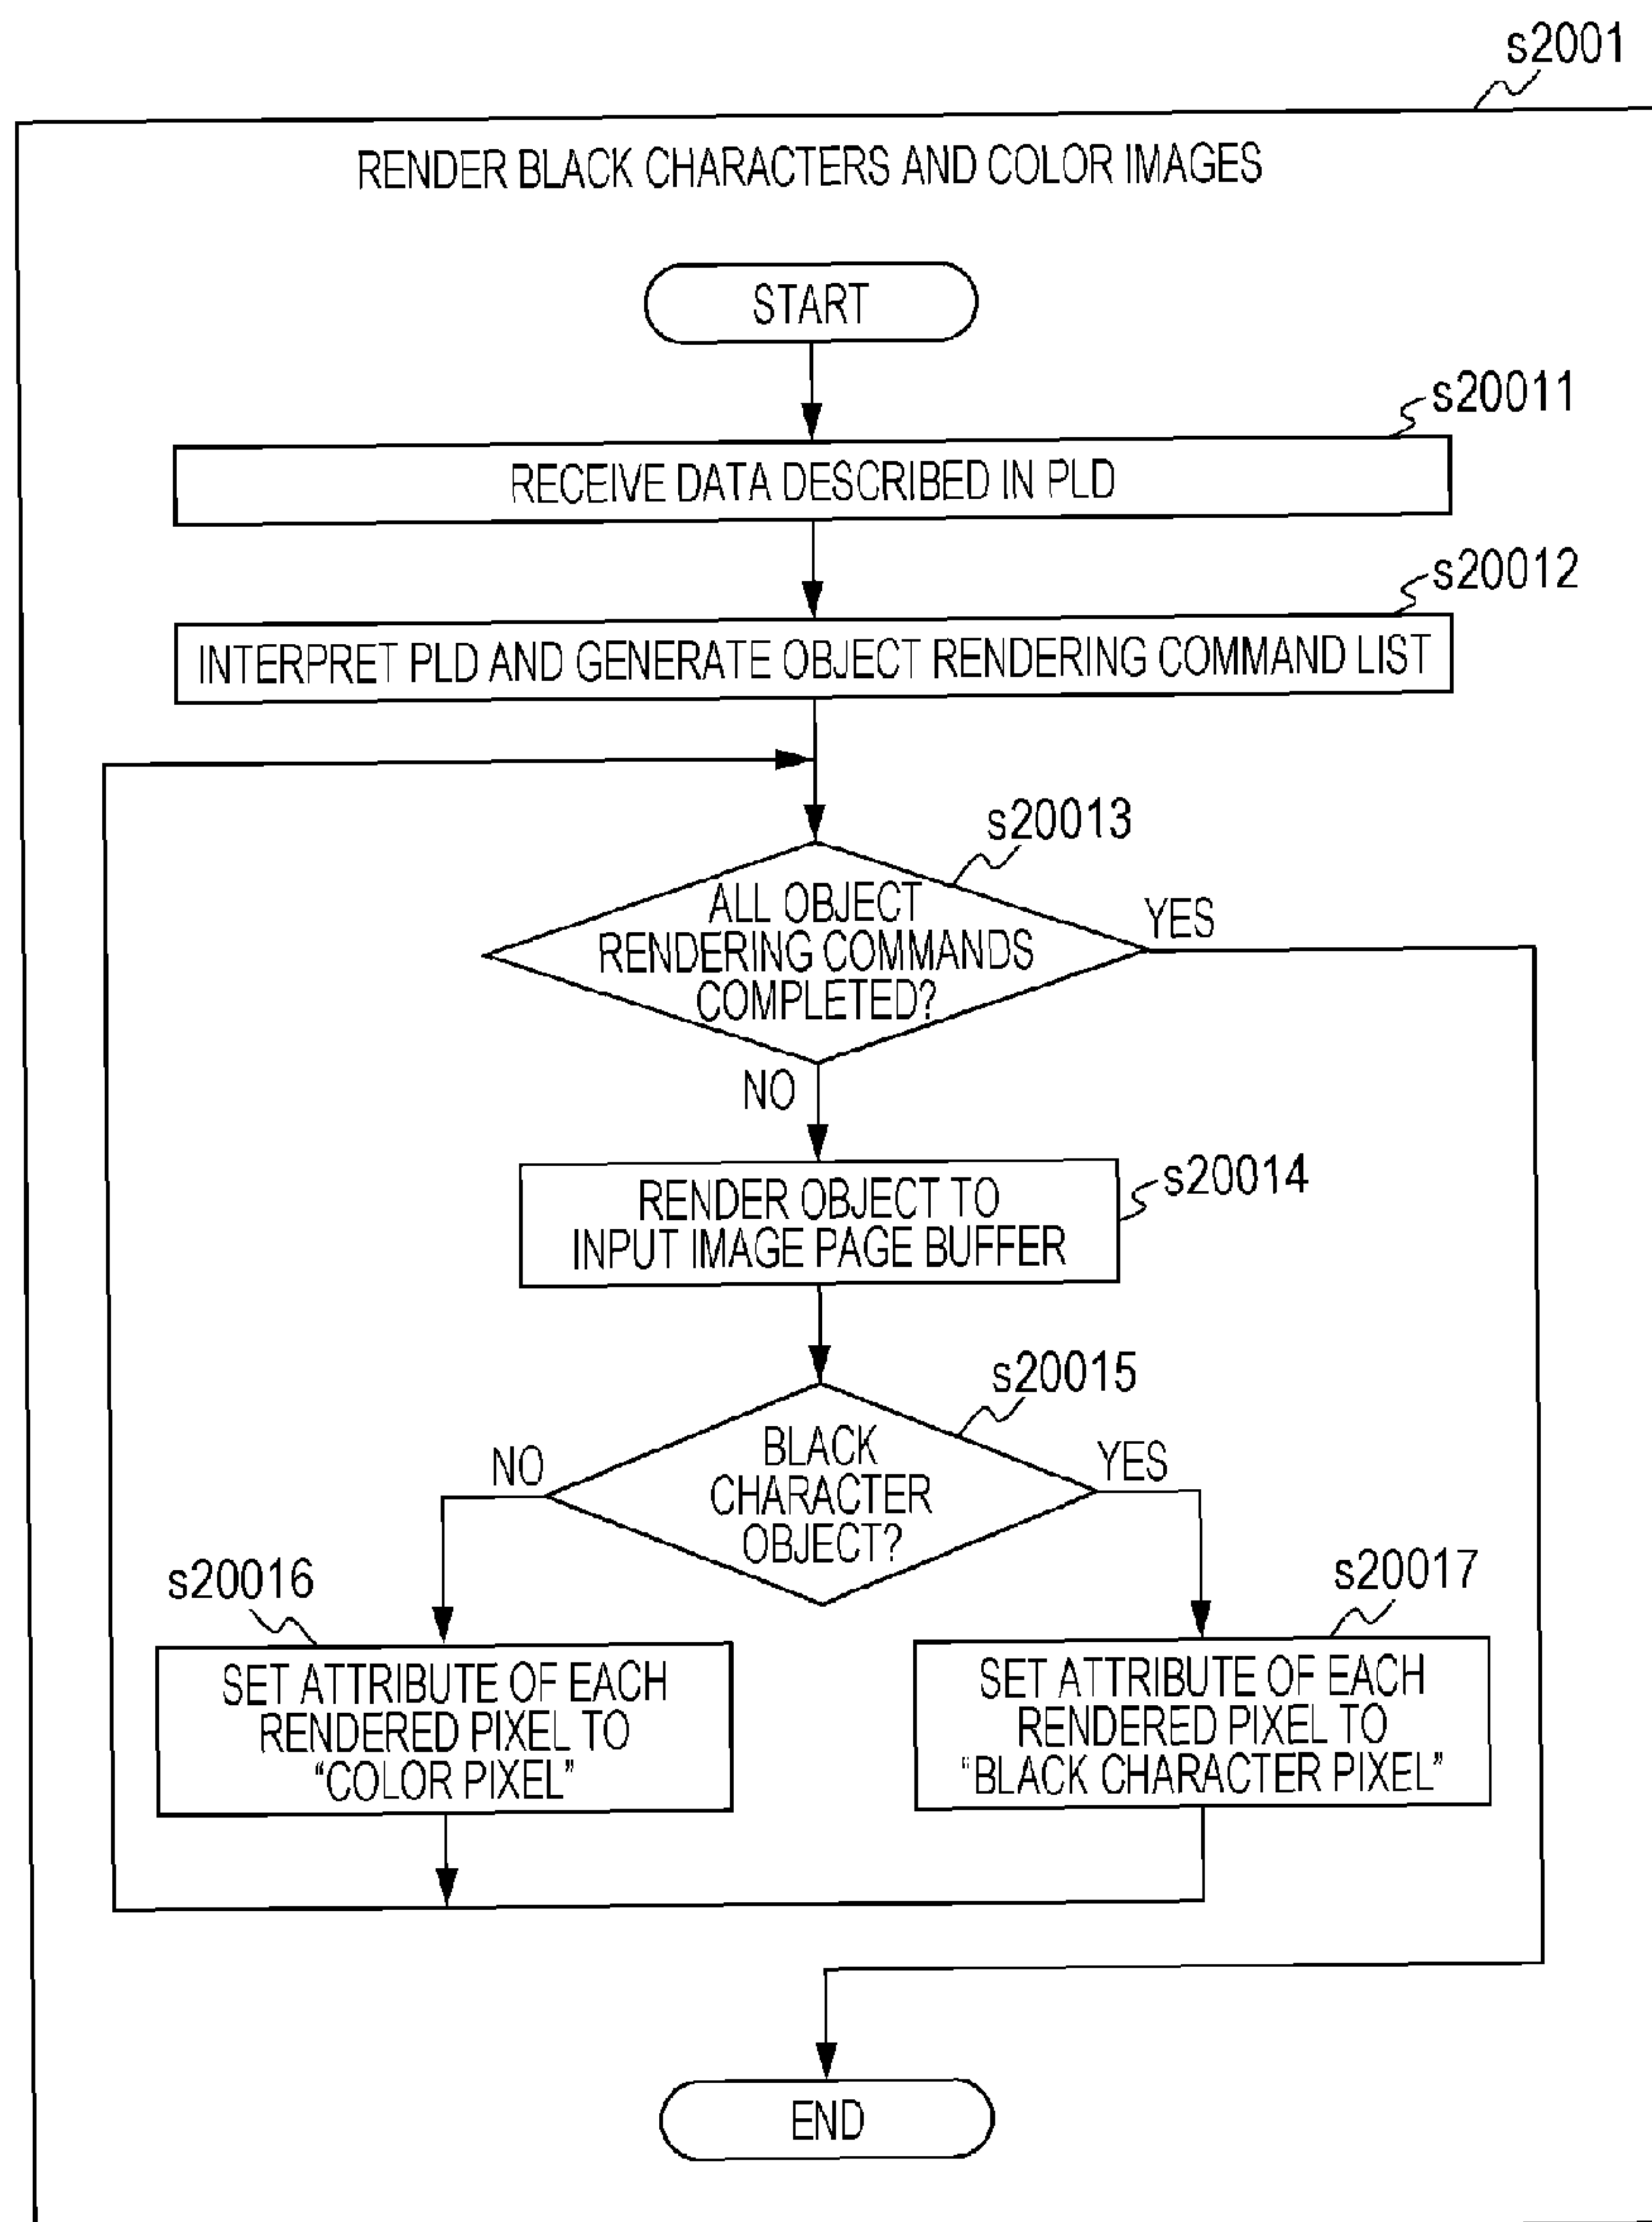 s2001
RENDER BLACK CHARACTERS AND COLOR IMAGES
START
s20011
RECEIVE DATA DESCRIBED IN PLD
s20012
INTERPRET PLD AND GENERATE OBJECT RENDERING COMMAND LIST
s20013
ALL OBJECT
RENDERING COMMANDS
COMPLETED?
YES
NO
s20014
RENDER OBJECT TO
INPUT IMAGE PAGE BUFFER
s20015
BLACK
CHARACTER
OBJECT?
NO
YES
s20016
SET ATTRIBUTE OF EACH
RENDERED PIXEL TO
“COLOR PIXEL”
s20017
SET ATTRIBUTE OF EACH
RENDERED PIXEL TO
“BLACK CHARACTER PIXEL”
END